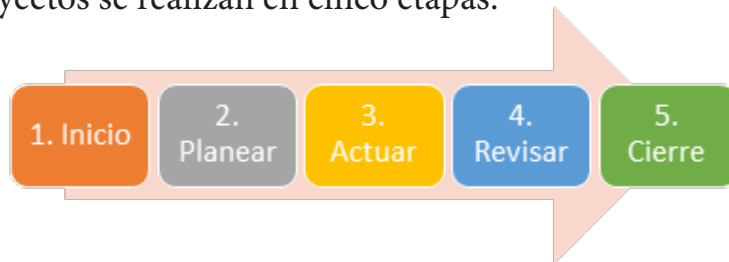 yectos se realizan en cinco etapas.
1. Inicio
2.
Planear
3.
Actuar
4.
Revisar
5.
Cierre